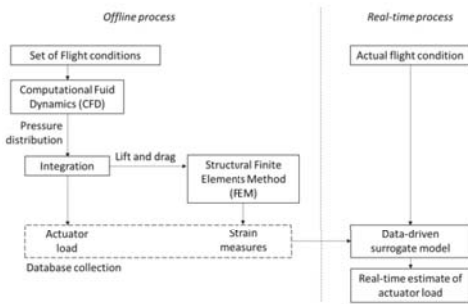 Offline process
Real-time process
Set of Flight conditions
Actual flight condition
Computational Fuid
Dynamics (CFD)
Pressure
distribution
Lift and drag
Integration
Structural Finite
Elements Method
(FEM)
Actuator
load
Strain
measures
Database collection
Data-driven
surrogate model
Real-time estimate of
actuator load